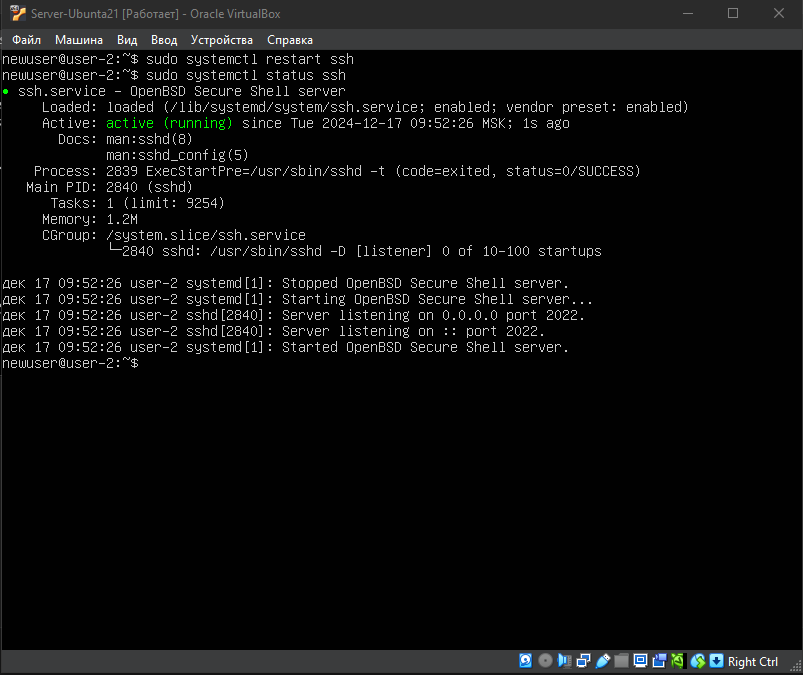 Server-Ubunta21 [Работает] - Oracle VirtualBox
Файл Машина Вид Ввод Устройства Справка
newuser@user-2:~$ sudo systemctl restart ssh
newuser@user-2:~$ sudo systemctl status ssh
● ssh.service - OpenBSD Secure Shell server
Loaded: loaded (/lib/systemd/system/ssh.service; enabled; vendor preset: enabled)
Active: active (running) since Tue 2024-12-17 09:52:26 MSK; 1s ago
Docs: man:sshd(8)
man:sshd_config(5)
Process: 2839 ExecStartPre=/usr/sbin/sshd -t (code=exited, status=0/SUCCESS)
Main PID: 2840 (sshd)
Tasks: 1 (limit: 9254)
Memory: 1.2M
CGroup: /system.slice/ssh.service
└─2840 sshd: /usr/sbin/sshd -D [listener] 0 of 10-100 startups
дек 17 09:52:26 user-2 systemd[1]: Stopped OpenBSD Secure Shell server.
дек 17 09:52:26 user-2 systemd[1]: Starting OpenBSD Secure Shell server...
дек 17 09:52:26 user-2 sshd[2840]: Server listening on 0.0.0.0 port 2022.
дек 17 09:52:26 user-2 sshd[2840]: Server listening on :: port 2022.
дек 17 09:52:26 user-2 systemd[1]: Started OpenBSD Secure Shell server.
newuser@user-2:~$
Right Ctrl